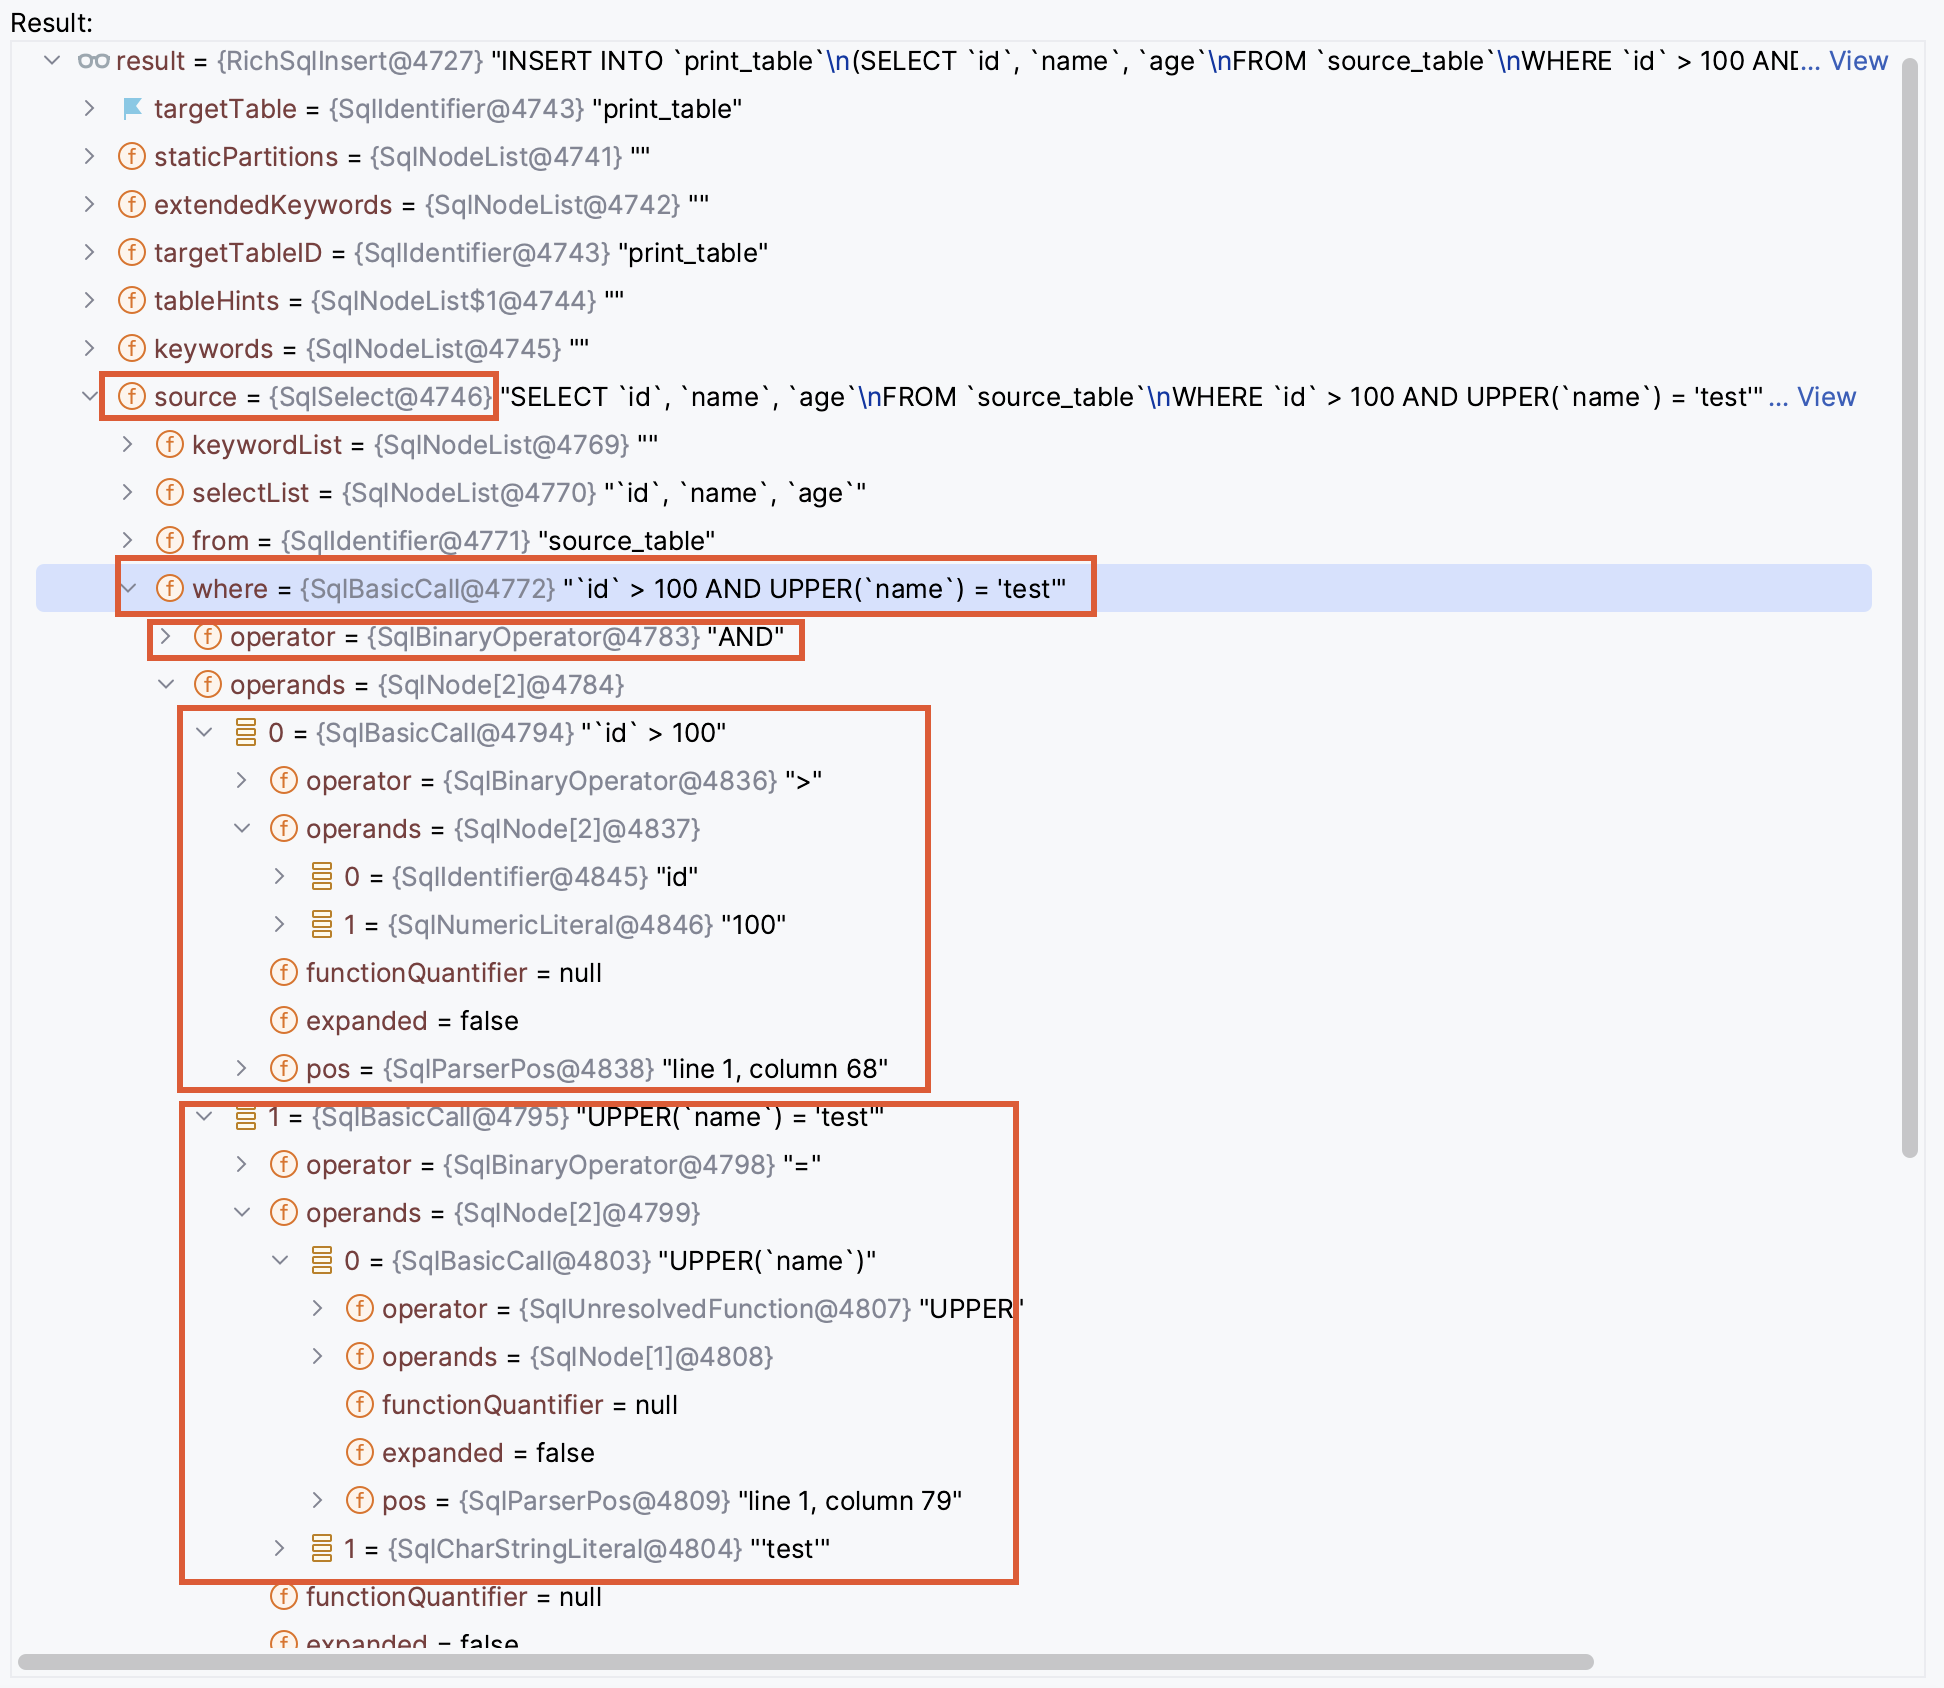 Result:
result = {RichSqlInsert@4727} "INSERT INTO `print_table`\n(SELECT `id`, `name`, `age`\nFROM `source_table`\nWHERE `id` > 100 AND... View
targetTable = {SqlIdentifier@4743} "print_table"
f staticPartitions = {SqlNodeList@4741} ""
f extendedKeywords = {SqlNodeList@4742} ""
f targetTableID = {SqlIdentifier@4743} "print_table"
f tableHints = {SqlNodeList$1@4744} ""
f keywords = {SqlNodeList@4745} ""
f source = {SqlSelect@4746} "SELECT `id`, `name`, `age`\nFROM `source_table`\nWHERE `id` > 100 AND UPPER(`name`) = 'test'" ... View
f keywordList = {SqlNodeList@4769} ""
f selectList = {SqlNodeList@4770} "`id`, `name`, `age`"
f from = {SqlIdentifier@4771} "source_table"
f where = {SqlBasicCall@4772} "`id` > 100 AND UPPER(`name`) = 'test'"
f operator = {SqlBinaryOperator@4783} "AND"
f operands = {SqlNode[2]@4784}
0 = {SqlBasicCall@4794} "`id` > 100"
f operator = {SqlBinaryOperator@4836} ">"
f operands = {SqlNode[2]@4837}
0 = {SqlIdentifier@4845} "id"
1 = {SqlNumericLiteral@4846} "100"
f functionQuantifier = null
f expanded = false
f pos = {SqlParserPos@4838} "line 1, column 68"
1 = {SqlBasicCall@4795} "UPPER(`name`) = 'test'"
f operator = {SqlBinaryOperator@4798} "="
f operands = {SqlNode[2]@4799}
0 = {SqlBasicCall@4803} "UPPER(`name`)"
f operator = {SqlUnresolvedFunction@4807} "UPPER"
f operands = {SqlNode[1]@4808}
f functionQuantifier = null
f expanded = false
f pos = {SqlParserPos@4809} "line 1, column 79"
1 = {SqlCharStringLiteral@4804} "'test'"
f functionQuantifier = null
f expanded = false